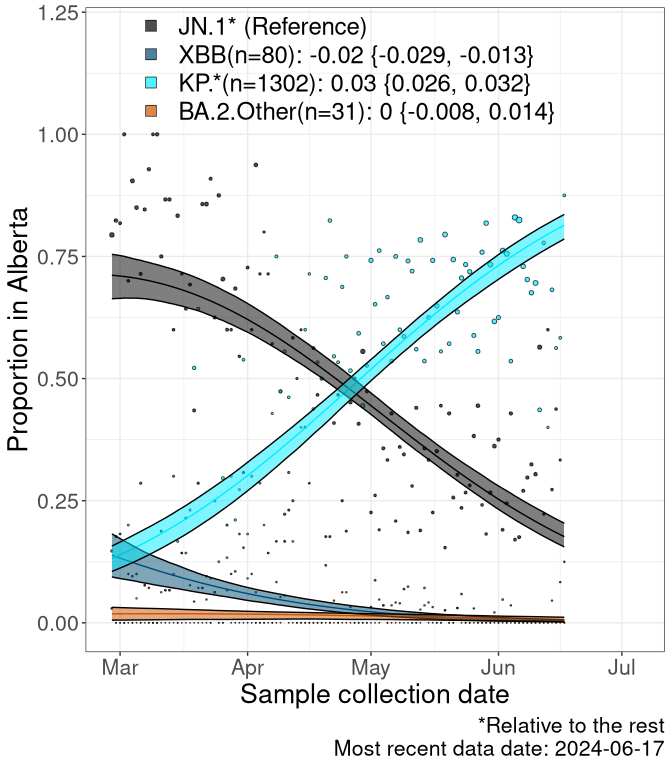 1.25
JN.1* (Reference)
XBB(n=80): -0.02 {-0.029, -0.013}
KP.*(n=1302): 0.03 {0.026, 0.032}
BA.2.Other(n=31): 0 {-0.008, 0.014}
1.00
0.75
0.50
0.25
0.00
Proportion in Alberta
Mar Apr May Jun Jul
Sample collection date
*Relative to the rest
Most recent data date: 2024-06-17